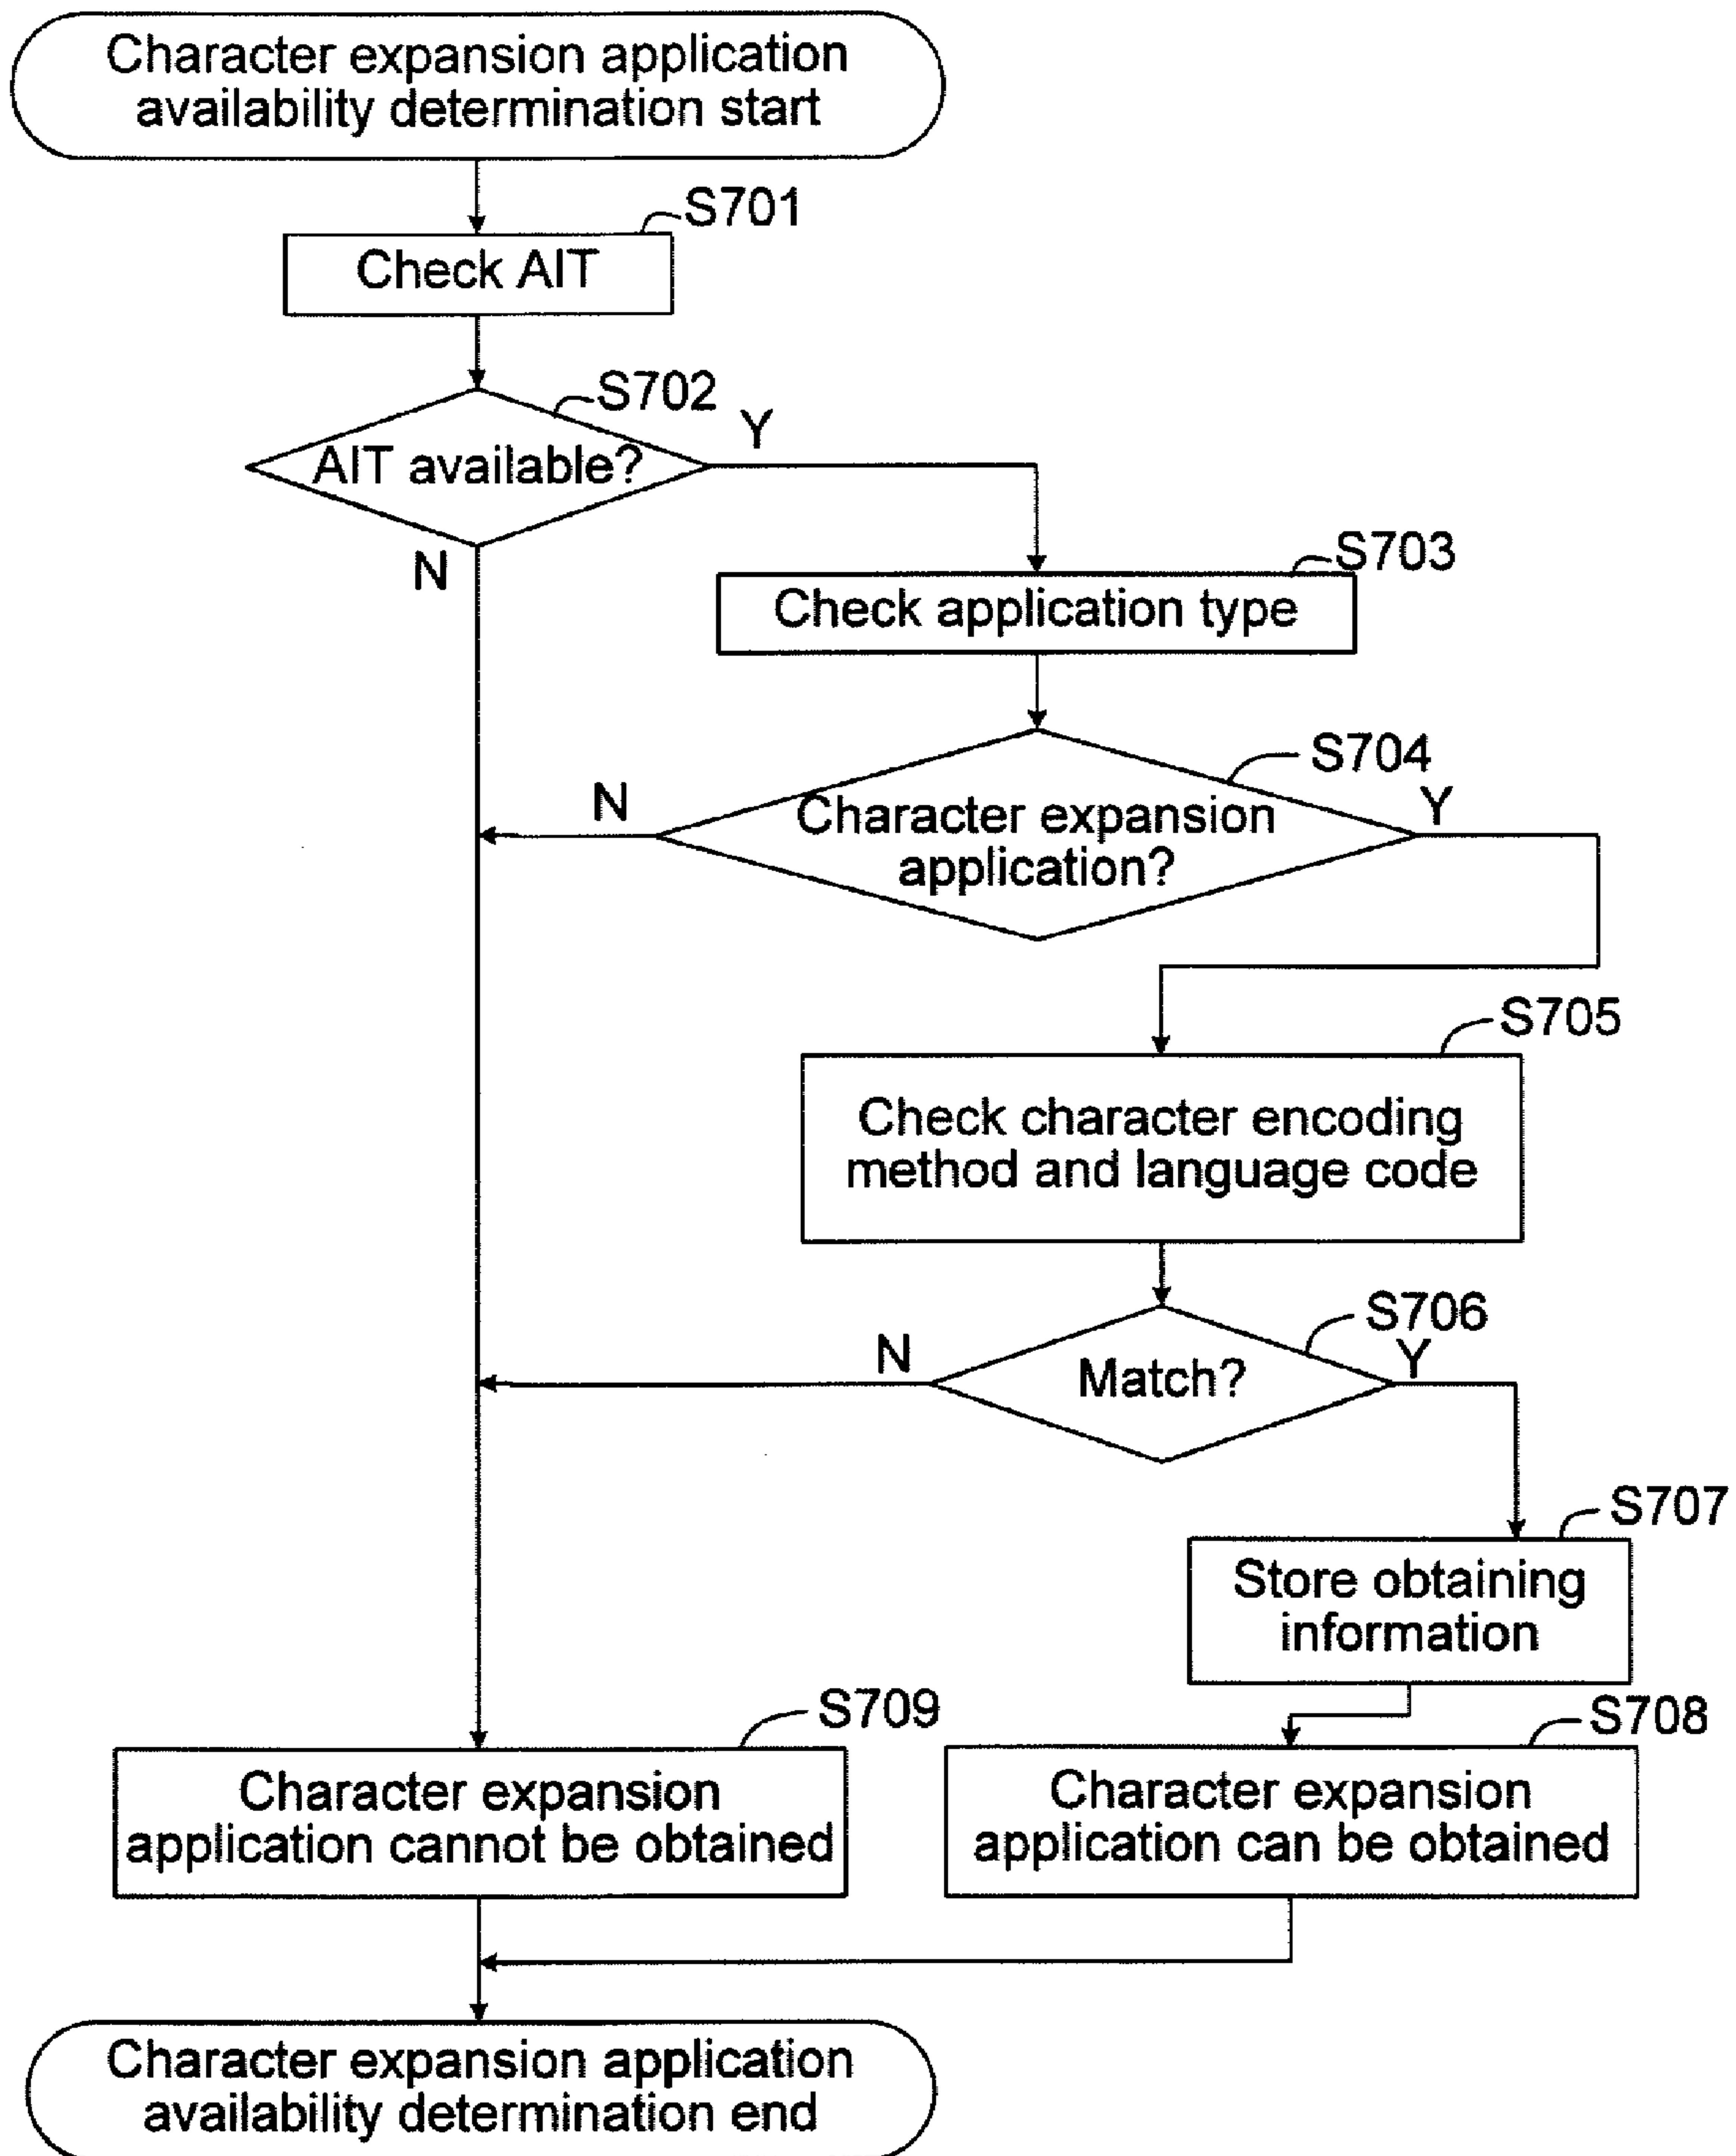 Character expansion application
availability determination start
S701
Check AIT
S702
AIT available?
Y
N
S703
Check application type
S704
Character expansion
application?
N
Y
S705
Check character encoding
method and language code
S706
Match?
N
Y
S707
Store obtaining
information
S709
Character expansion
application cannot be obtained
S708
Character expansion
application can be obtained
Character expansion application
availability determination end